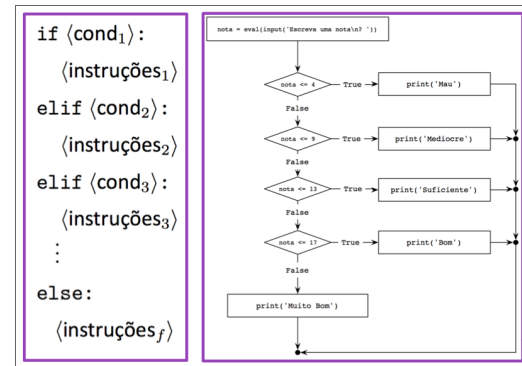 if ⟨cond₁⟩:
⟨instruções₁⟩
elif ⟨cond₂⟩:
⟨instruções₂⟩
elif ⟨cond₃⟩:
⟨instruções₃⟩
⋮
else:
⟨instruções_f⟩
nota = eval(input('Escreva uma nota\n? '))
nota <= 4
True
print('Mau')
False
nota <= 9
True
print('Mediocre')
False
nota <= 13
True
print('Suficiente')
False
nota <= 17
True
print('Bom')
False
print('Muito Bom')